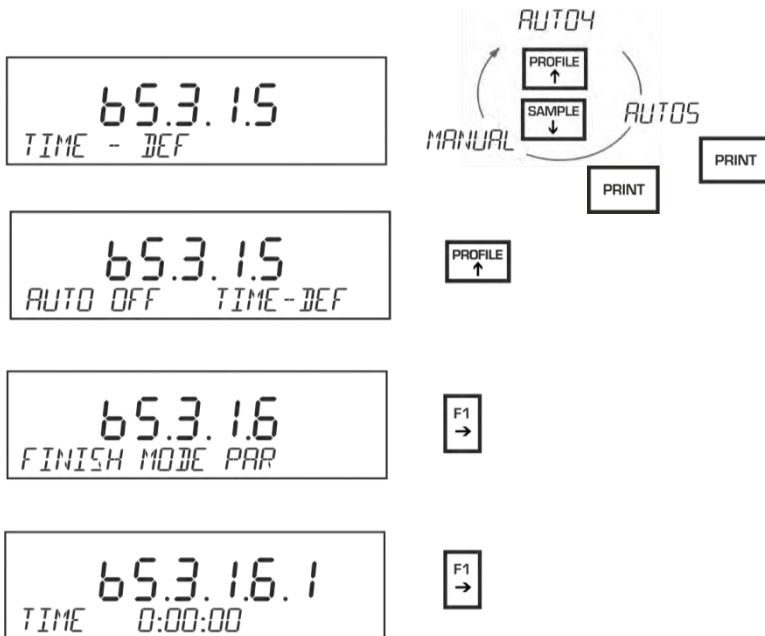 AUTO4
PROFILE
↑
b5.3.1.5
TIME - DEF
SAMPLE
↓
AUTO5
MANUAL
PRINT
PRINT
b5.3.1.5
AUTO OFF TIME-DEF
PROFILE
↑
b5.3.1.6
FINISH MODE PAR
F1
→
b5.3.1.6.1
TIME 0:00:00
F1
→